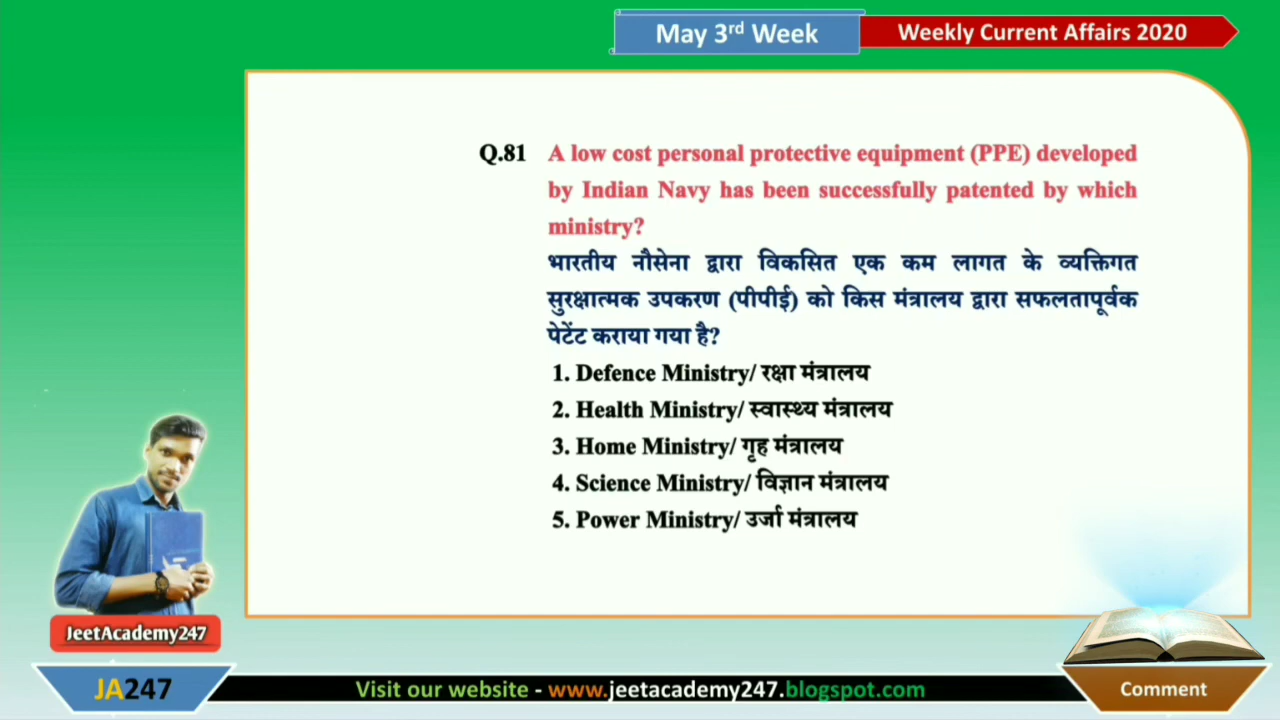 May 3rd Week
Weekly Current Affairs 2020
Q.81 A low cost personal protective equipment (PPE) developed
by Indian Navy has been successfully patented by which
ministry?
भारतीय नौसेना द्वारा विकसित एक कम लागत के व्यक्तिगत
सुरक्षात्मक उपकरण (पीपीई) को किस मंत्रालय द्वारा सफलतापूर्वक
पेटेंट कराया गया है?
1. Defence Ministry/ रक्षा मंत्रालय
2. Health Ministry/ स्वास्थ्य मंत्रालय
3. Home Ministry/ गृह मंत्रालय
4. Science Ministry/ विज्ञान मंत्रालय
5. Power Ministry/ उर्जा मंत्रालय
JeetAcademy247
JA247
Visit our website - www.jeetacademy247.blogspot.com
Comment